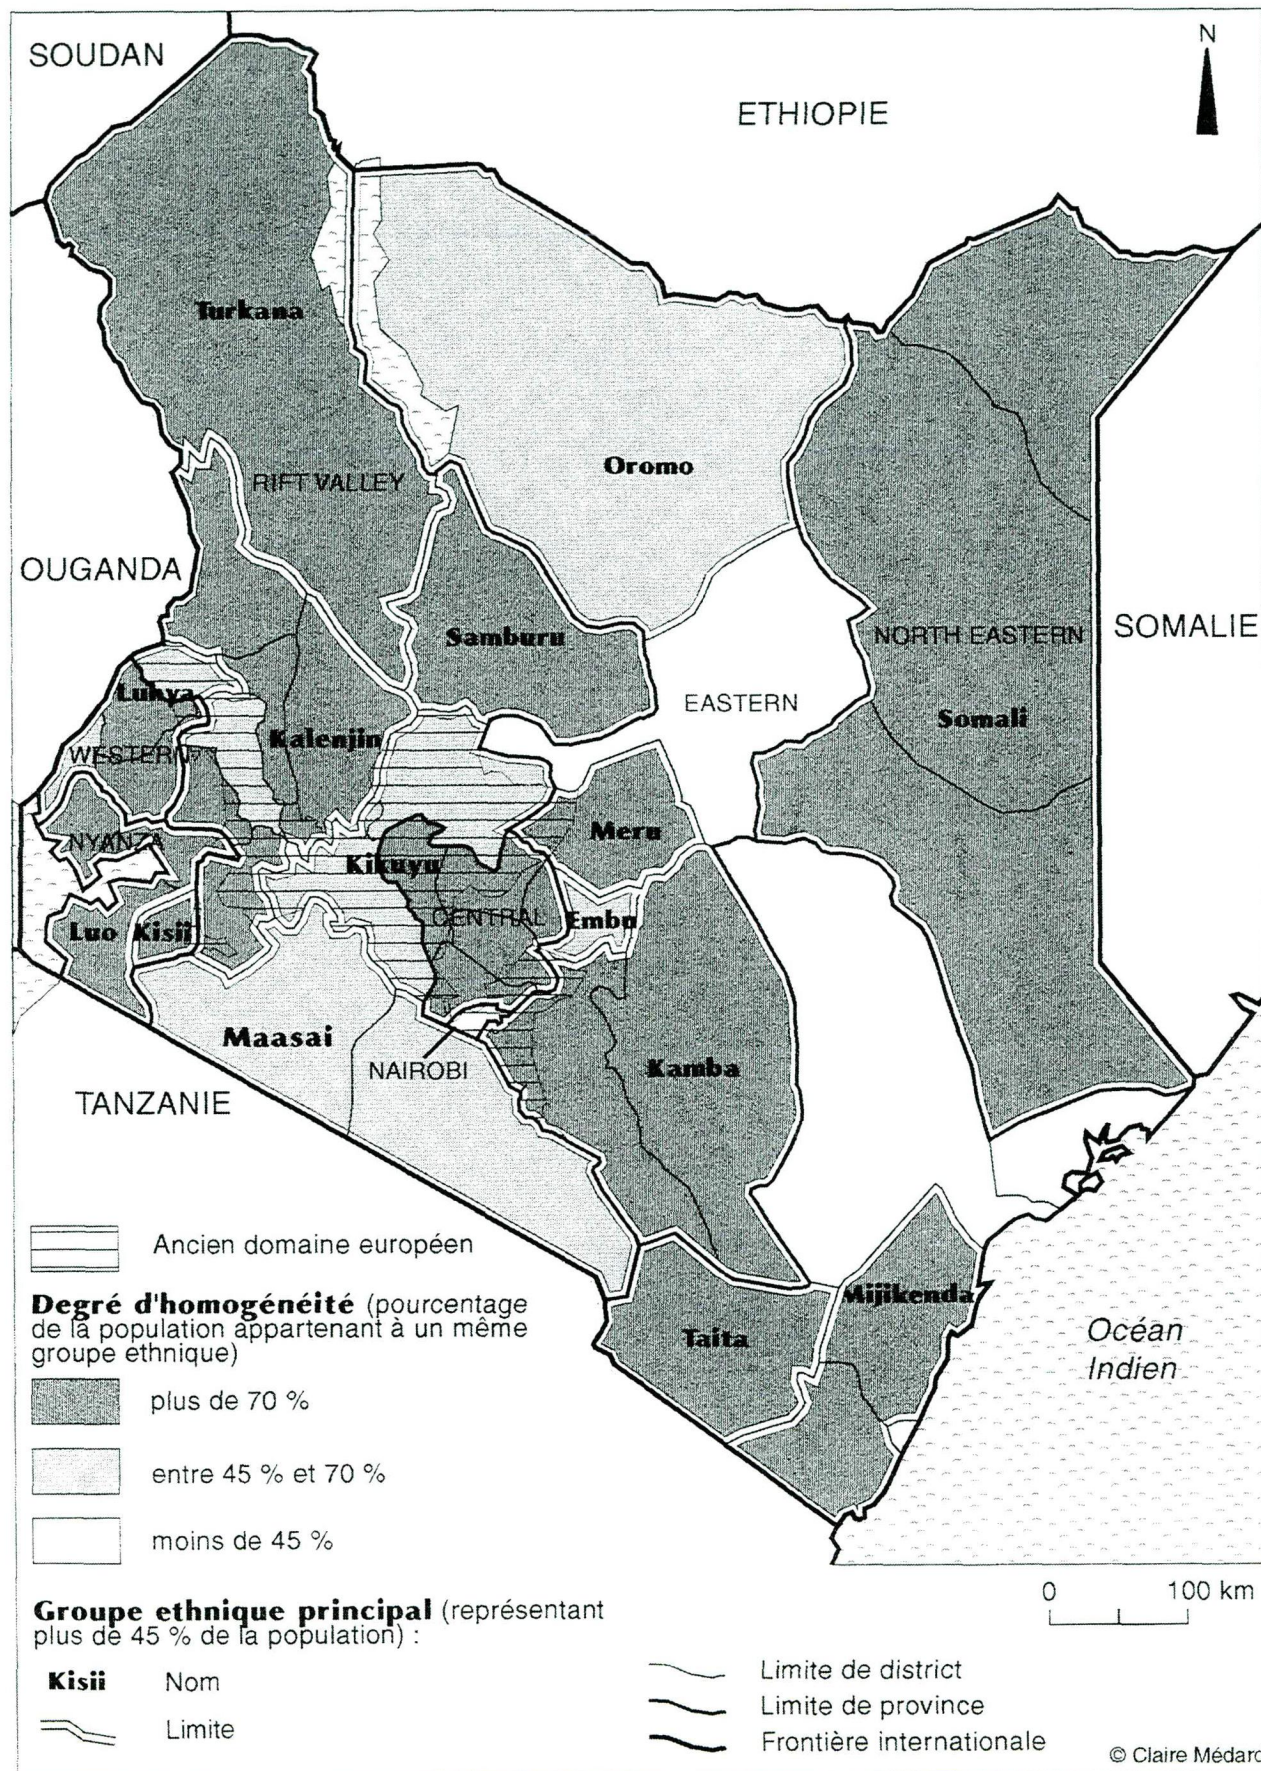 N
SOUDAN
ETHIOPIE
Turkana
RIFT VALLEY
Oromo
OUGANDA
SOMALIE
Samburu
NORTH EASTERN
Luhya
EASTERN
Somali
Kalenjin
WESTERN
Meru
NYANZA
Kikuyu
CENTRAL
Embu
Luo
Kisii
Maasai
NAIROBI
Kamba
TANZANIE
Ancien domaine européen
Degré d'homogénéité (pourcentage
de la population appartenant à un même
groupe ethnique)
Mijikenda
Taita
Océan
Indien
plus de 70 %
entre 45 % et 70 %
moins de 45 %
0 100 km
Groupe ethnique principal (représentant
plus de 45 % de la population) :
Kisii Nom
Limite
Limite de district
Limite de province
Frontière internationale
© Claire Médard